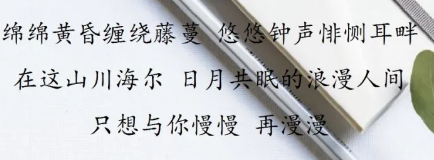 绵绵黄昏缠绕藤蔓 悠悠钟声悱恻耳畔
在这山川海尔 日月共眠的浪漫人间
只想与你慢慢 再漫漫